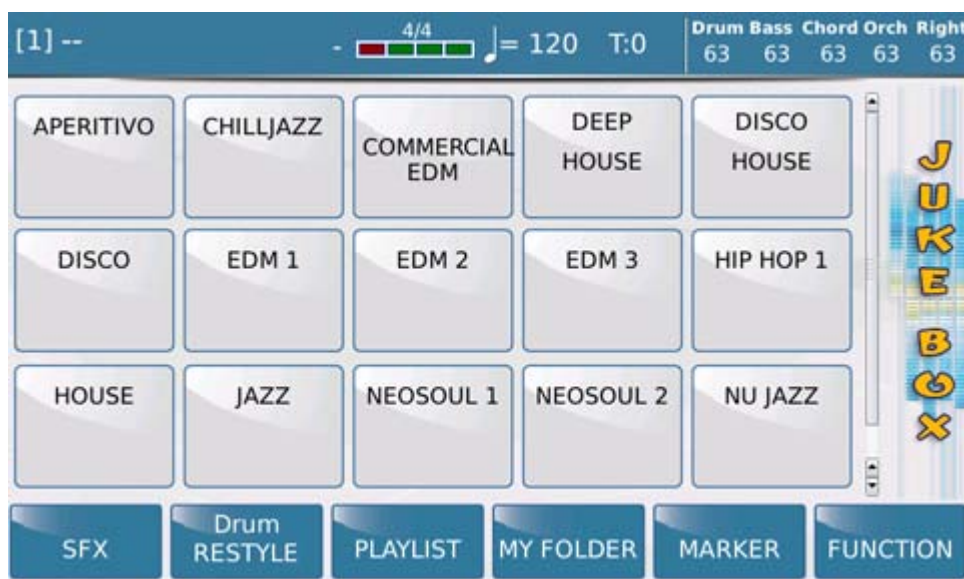 [1] --
- 4/4 ♩= 120 T:0
Drum Bass Chord Orch Right
63 63 63 63 63
APERITIVO
CHILLJAZZ
COMMERCIAL
EDM
DEEP
HOUSE
DISCO
HOUSE
DISCO
EDM 1
EDM 2
EDM 3
HIP HOP 1
HOUSE
JAZZ
NEOSOUL 1
NEOSOUL 2
NU JAZZ
JUKE BOX
SFX
Drum
RESTYLE
PLAYLIST
MY FOLDER
MARKER
FUNCTION